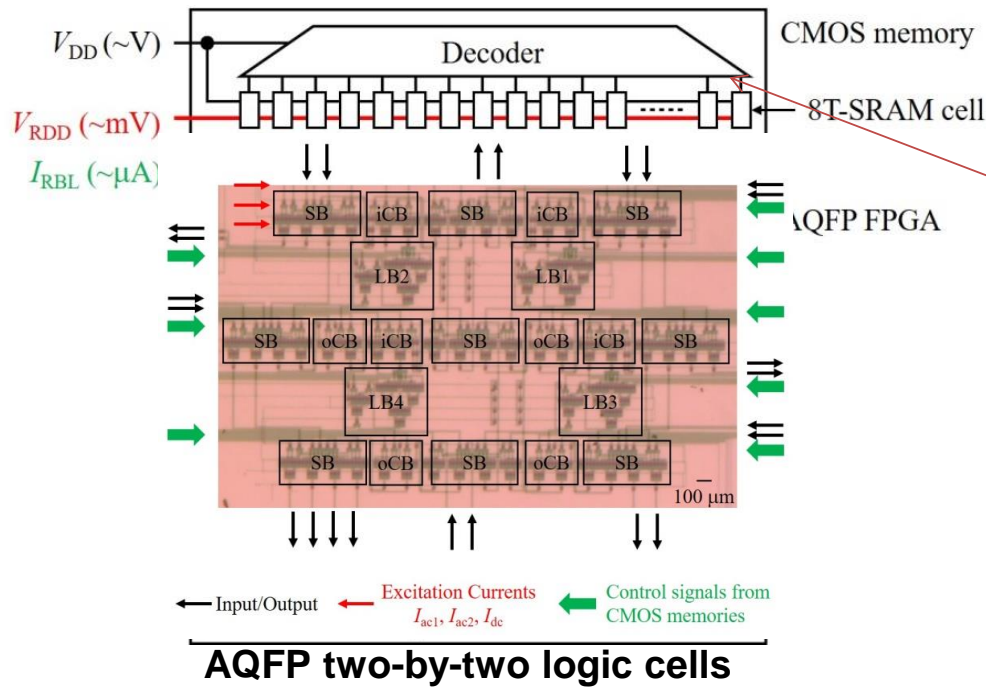 V_DD (~V)
Decoder
CMOS memory
V_RDD (~mV)
8T-SRAM cell
I_RBL (~μA)
SB iCB SB iCB SB
AQFP FPGA
LB2 LB1
SB oCB iCB SB oCB iCB SB
LB4 LB3
SB oCB SB oCB SB
100 μm
Input/Output
Excitation Currents
I_ac1, I_ac2, I_dc
Control signals from
CMOS memories
AQFP two-by-two logic cells